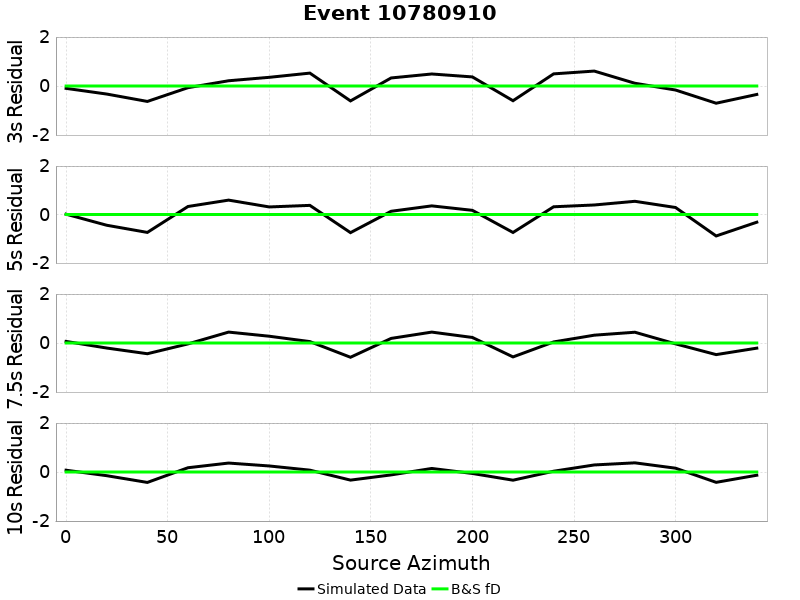 Event 10780910
3s Residual
2
0
-2
5s Residual
2
0
-2
7.5s Residual
2
0
-2
10s Residual
2
0
-2
0 50 100 150 200 250 300
Source Azimuth
Simulated Data B&S fD